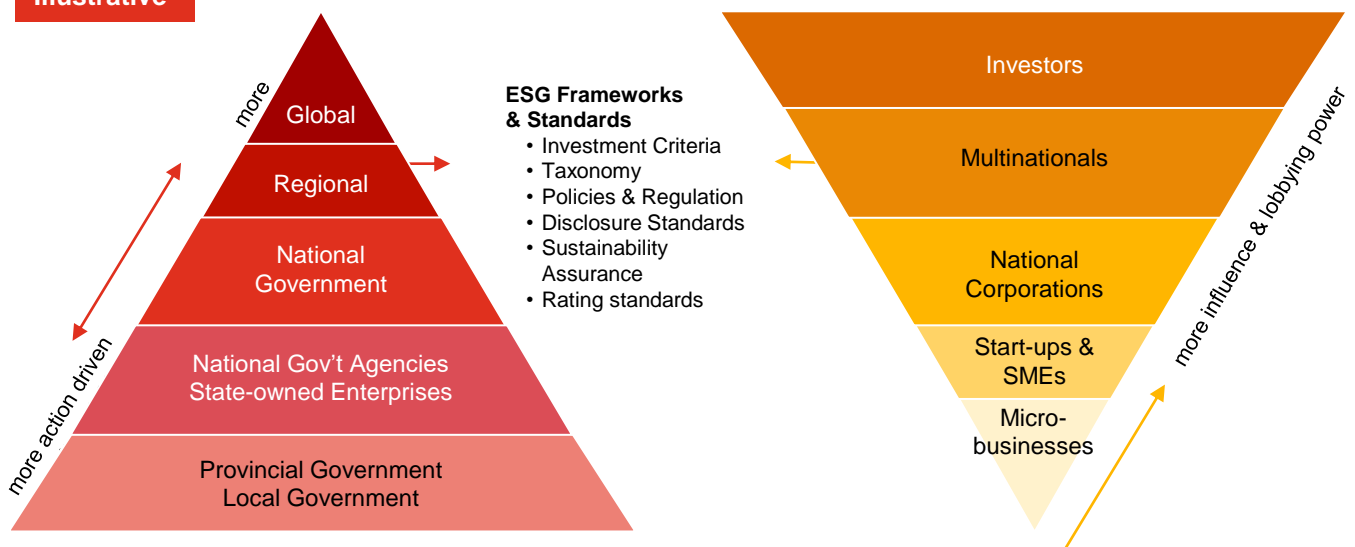 Illustrative
more
Global
Regional
National
Government
National Gov't Agencies
State-owned Enterprises
Provincial Government
Local Government
more action driven
ESG Frameworks
& Standards
• Investment Criteria
• Taxonomy
• Policies & Regulation
• Disclosure Standards
• Sustainability
Assurance
• Rating standards
Investors
Multinationals
National
Corporations
Start-ups &
SMEs
Micro-
businesses
more influence & lobbying power